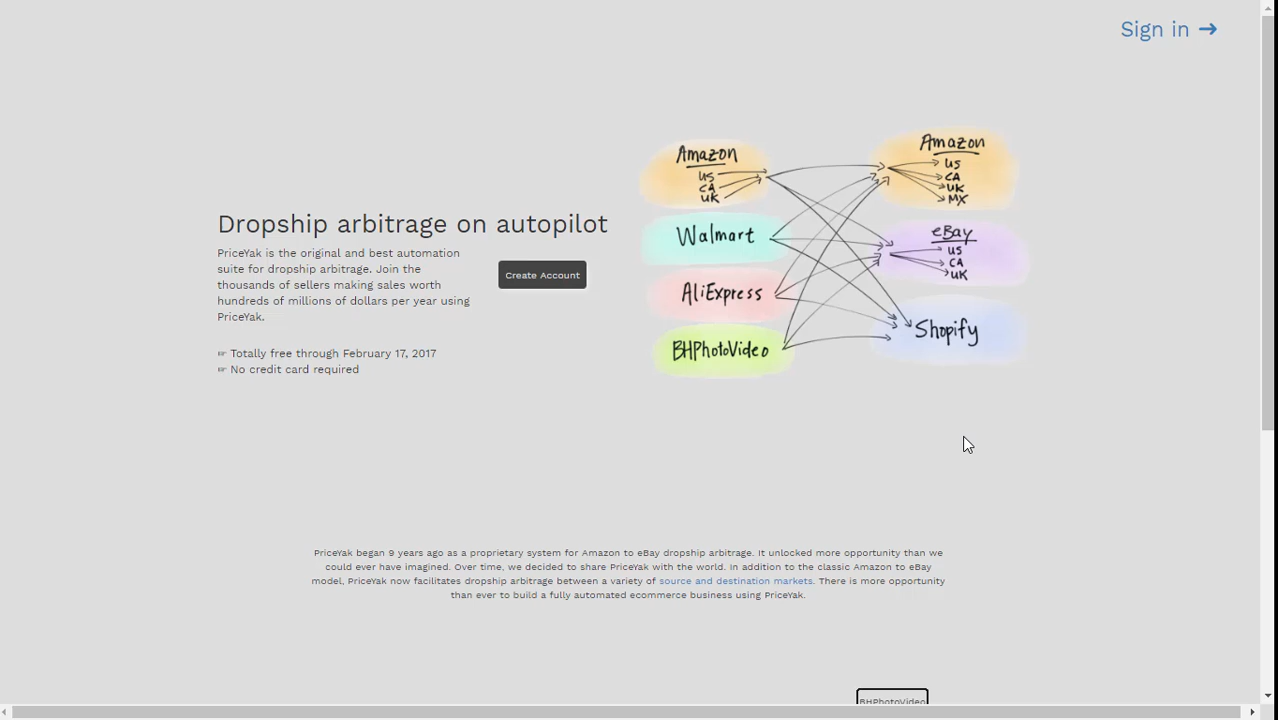 Sign in →
Amazon
US
CA
UK
Walmart
AliExpress
BHPhotoVideo
Amazon
US
CA
UK
MX
eBay
US
CA
UK
Shopify
Dropship arbitrage on autopilot
PriceYak is the original and best automation
suite for dropship arbitrage. Join the
thousands of sellers making sales worth
hundreds of millions of dollars per year using
PriceYak.
Create Account
☞ Totally free through February 17, 2017
☞ No credit card required
PriceYak began 9 years ago as a proprietary system for Amazon to eBay dropship arbitrage. It unlocked more opportunity than we
could ever have imagined. Over time, we decided to share PriceYak with the world. In addition to the classic Amazon to eBay
model, PriceYak now facilitates dropship arbitrage between a variety of source and destination markets. There is more opportunity
than ever to build a fully automated ecommerce business using PriceYak.
BHPhotoVideo